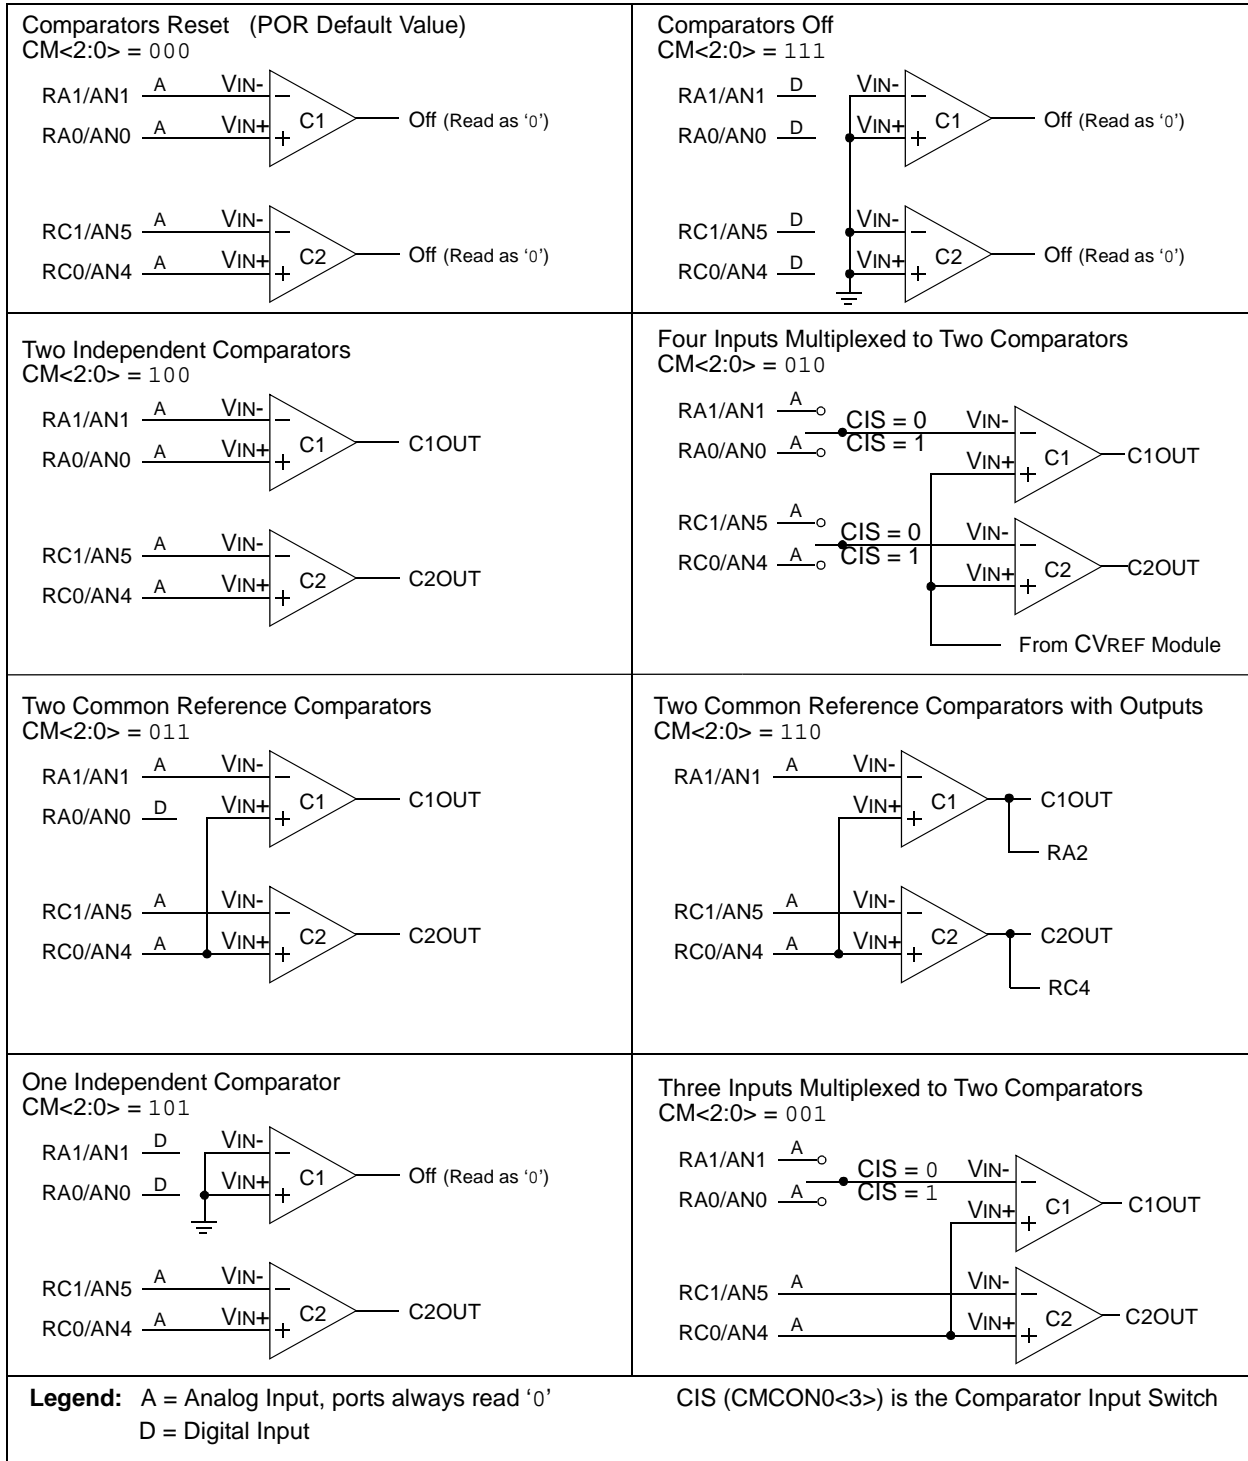 Comparators Reset (POR Default Value)
CM<2:0> = 000
RA1/AN1 A VIN- –
RA0/AN0 A VIN+ +
C1
Off (Read as ‘0’)
RC1/AN5 A VIN- –
RC0/AN4 A VIN+ +
C2
Off (Read as ‘0’)
Comparators Off
CM<2:0> = 111
RA1/AN1 D VIN- –
RA0/AN0 D VIN+ +
C1
Off (Read as ‘0’)
RC1/AN5 D VIN- –
RC0/AN4 D VIN+ +
C2
Off (Read as ‘0’)
Two Independent Comparators
CM<2:0> = 100
RA1/AN1 A VIN- –
RA0/AN0 A VIN+ +
C1
C1OUT
RC1/AN5 A VIN- –
RC0/AN4 A VIN+ +
C2
C2OUT
Four Inputs Multiplexed to Two Comparators
CM<2:0> = 010
RA1/AN1 A CIS = 0 VIN- –
RA0/AN0 A CIS = 1 VIN+ +
C1
C1OUT
RC1/AN5 A CIS = 0 VIN- –
RC0/AN4 A CIS = 1 VIN+ +
C2
C2OUT
From CVREF Module
Two Common Reference Comparators
CM<2:0> = 011
RA1/AN1 A VIN- –
RA0/AN0 D VIN+ +
C1
C1OUT
RC1/AN5 A VIN- –
RC0/AN4 A VIN+ +
C2
C2OUT
Two Common Reference Comparators with Outputs
CM<2:0> = 110
RA1/AN1 A VIN- –
VIN+ +
C1
C1OUT
RA2
RC1/AN5 A VIN- –
RC0/AN4 A VIN+ +
C2
C2OUT
RC4
One Independent Comparator
CM<2:0> = 101
RA1/AN1 D VIN- –
RA0/AN0 D VIN+ +
C1
Off (Read as ‘0’)
RC1/AN5 A VIN- –
RC0/AN4 A VIN+ +
C2
C2OUT
Three Inputs Multiplexed to Two Comparators
CM<2:0> = 001
RA1/AN1 A CIS = 0 VIN- –
RA0/AN0 A CIS = 1 VIN+ +
C1
C1OUT
RC1/AN5 A VIN- –
RC0/AN4 A VIN+ +
C2
C2OUT
Legend: A = Analog Input, ports always read ‘0’ CIS (CMCON0<3>) is the Comparator Input Switch
D = Digital Input